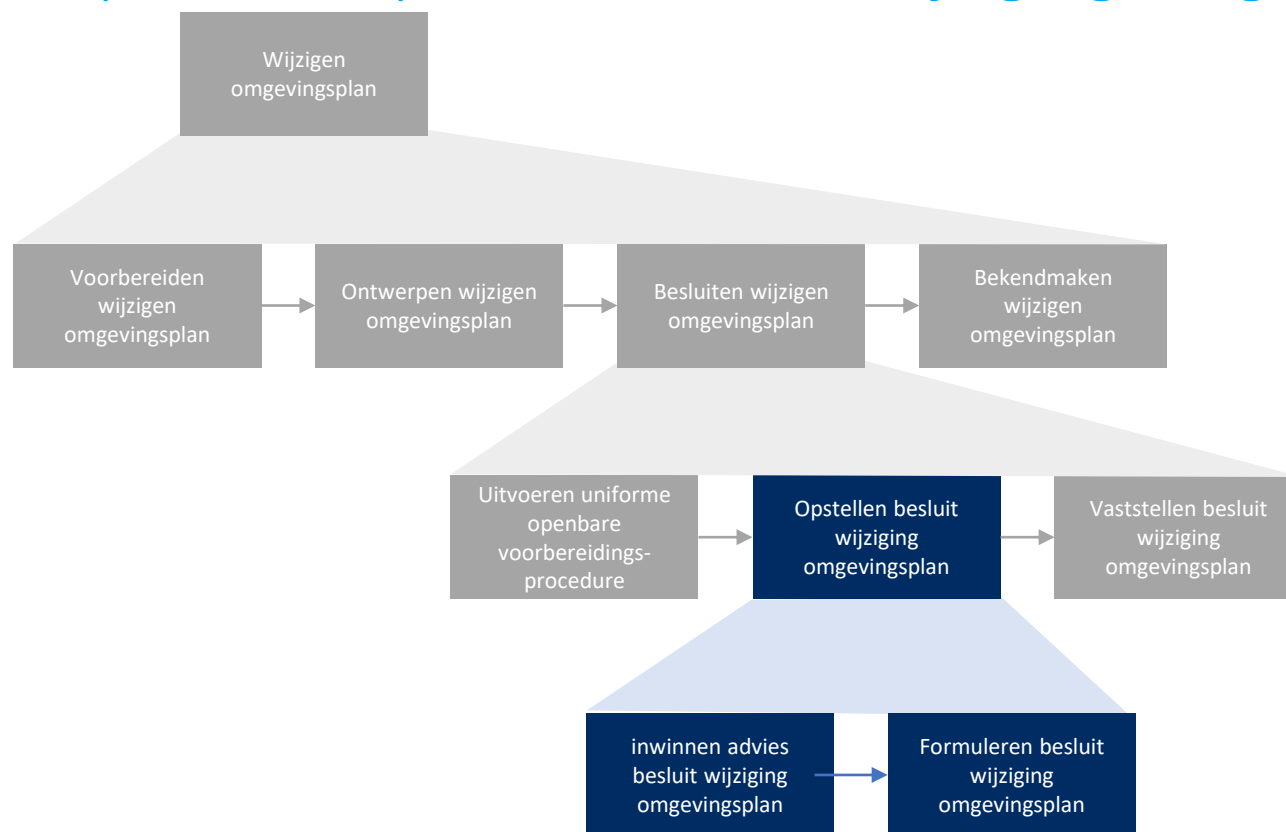 Wijzigen
omgevingsplan
Voorbereiden
wijzigen
omgevingsplan
Ontwerpen wijzigen
omgevingsplan
Besluiten wijzigen
omgevingsplan
Bekendmaken
wijzigen
omgevingsplan
Uitvoeren uniforme
openbare
voorbereidings-
procedure
Opstellen besluit
wijziging
omgevingsplan
Vaststellen besluit
wijziging
omgevingsplan
inwinnen advies
besluit wijziging
omgevingsplan
Formuleren besluit
wijziging
omgevingsplan